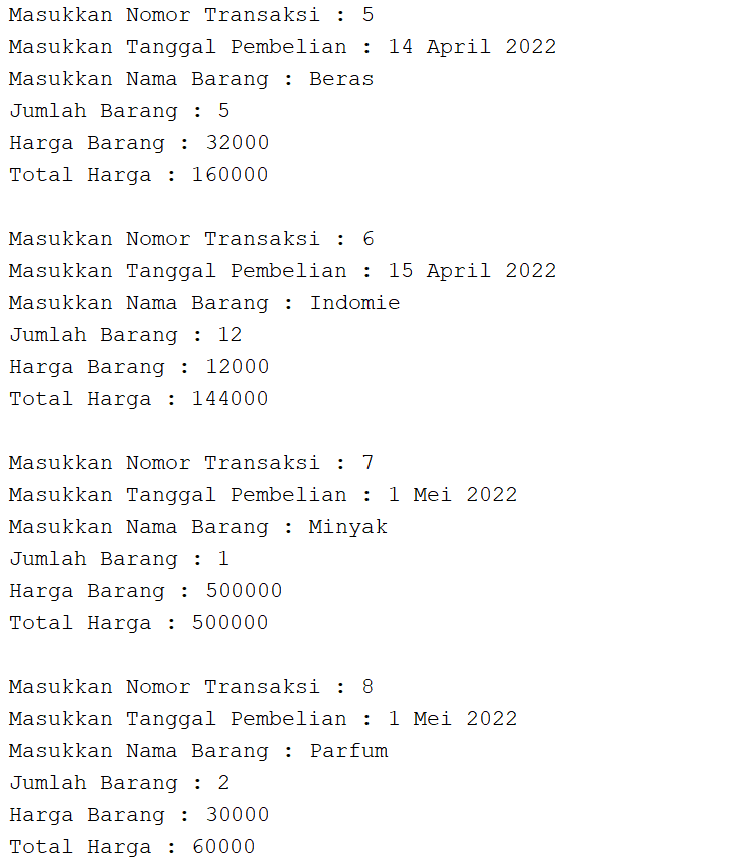 Masukkan Nomor Transaksi : 5
Masukkan Tanggal Pembelian : 14 April 2022
Masukkan Nama Barang : Beras
Jumlah Barang : 5
Harga Barang : 32000
Total Harga : 160000

Masukkan Nomor Transaksi : 6
Masukkan Tanggal Pembelian : 15 April 2022
Masukkan Nama Barang : Indomie
Jumlah Barang : 12
Harga Barang : 12000
Total Harga : 144000

Masukkan Nomor Transaksi : 7
Masukkan Tanggal Pembelian : 1 Mei 2022
Masukkan Nama Barang : Minyak
Jumlah Barang : 1
Harga Barang : 500000
Total Harga : 500000

Masukkan Nomor Transaksi : 8
Masukkan Tanggal Pembelian : 1 Mei 2022
Masukkan Nama Barang : Parfum
Jumlah Barang : 2
Harga Barang : 30000
Total Harga : 60000